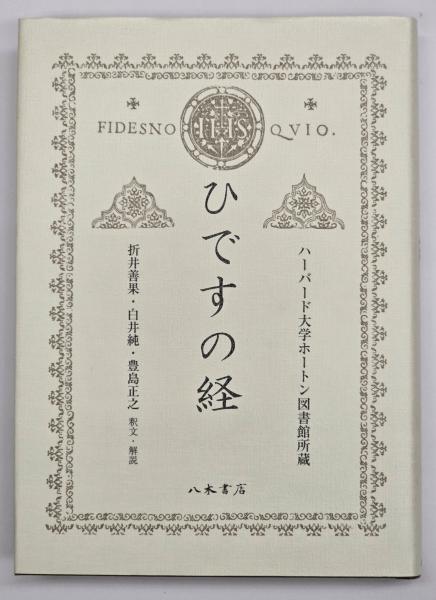 FIDESNO IHS QVIO.
ハーバード大学ホートン図書館所蔵
ひですの経
折井善果・白井純・豊島正之 釈文・解説
八木書店